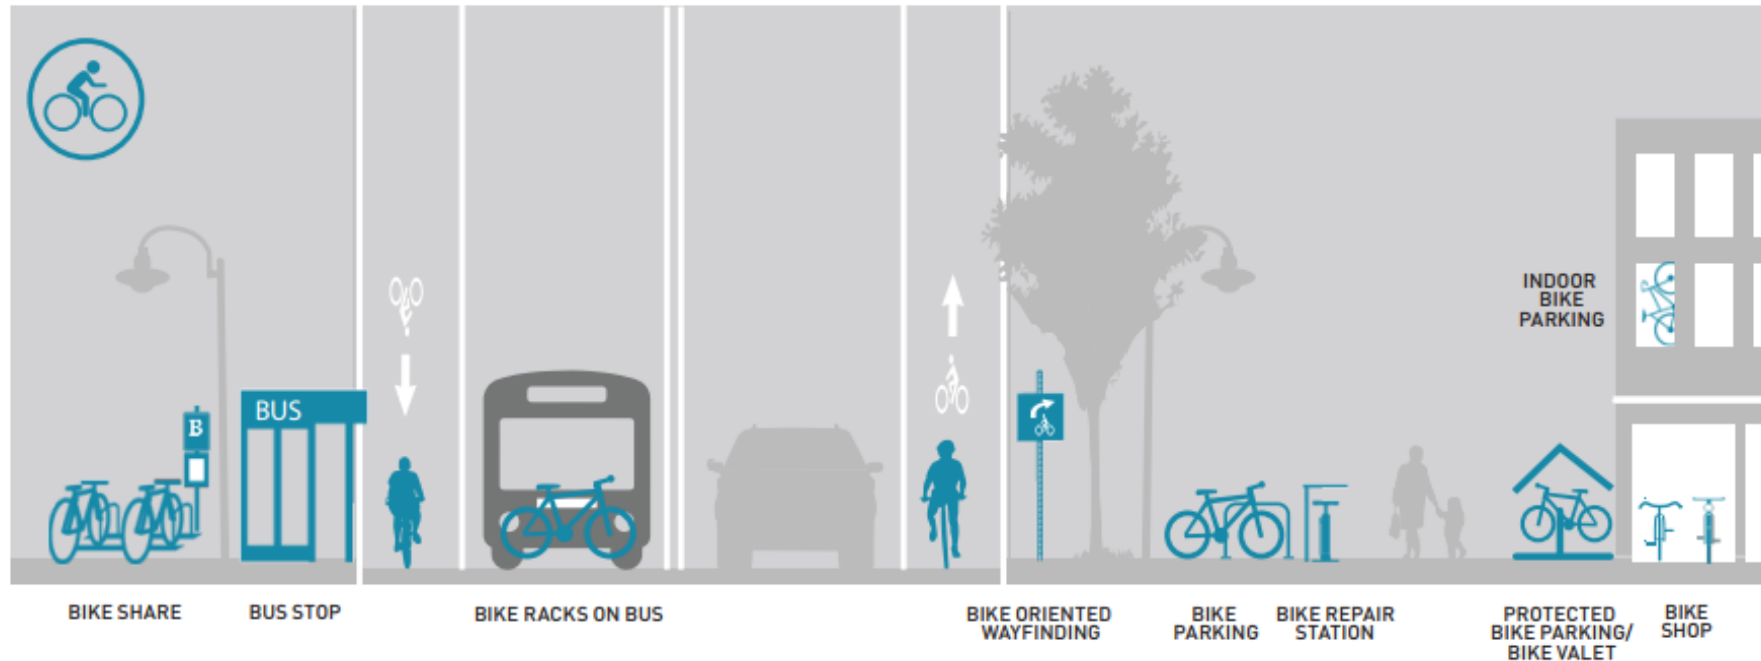 INDOOR
BIKE
PARKING
B
BUS
BIKE SHARE
BUS STOP
BIKE RACKS ON BUS
BIKE ORIENTED
WAYFINDING
BIKE
PARKING
BIKE REPAIR
STATION
PROTECTED
BIKE PARKING/
BIKE VALET
BIKE
SHOP